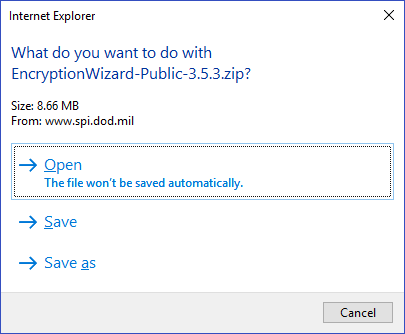 Internet Explorer
What do you want to do with
EncryptionWizard-Public-3.5.3.zip?
Size: 8.66 MB
From: www.spi.dod.mil
Open
The file won't be saved automatically.
Save
Save as
Cancel